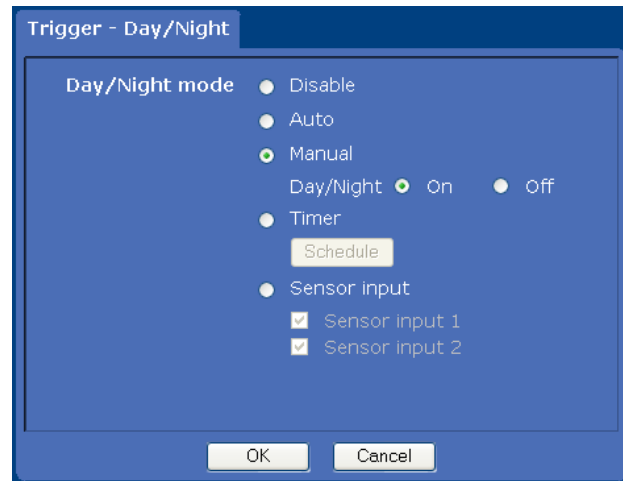 Trigger - Day/Night
Day/Night mode Disable
Auto
Manual
Day/Night On Off
Timer
Schedule
Sensor input
Sensor input 1
Sensor input 2
OK Cancel